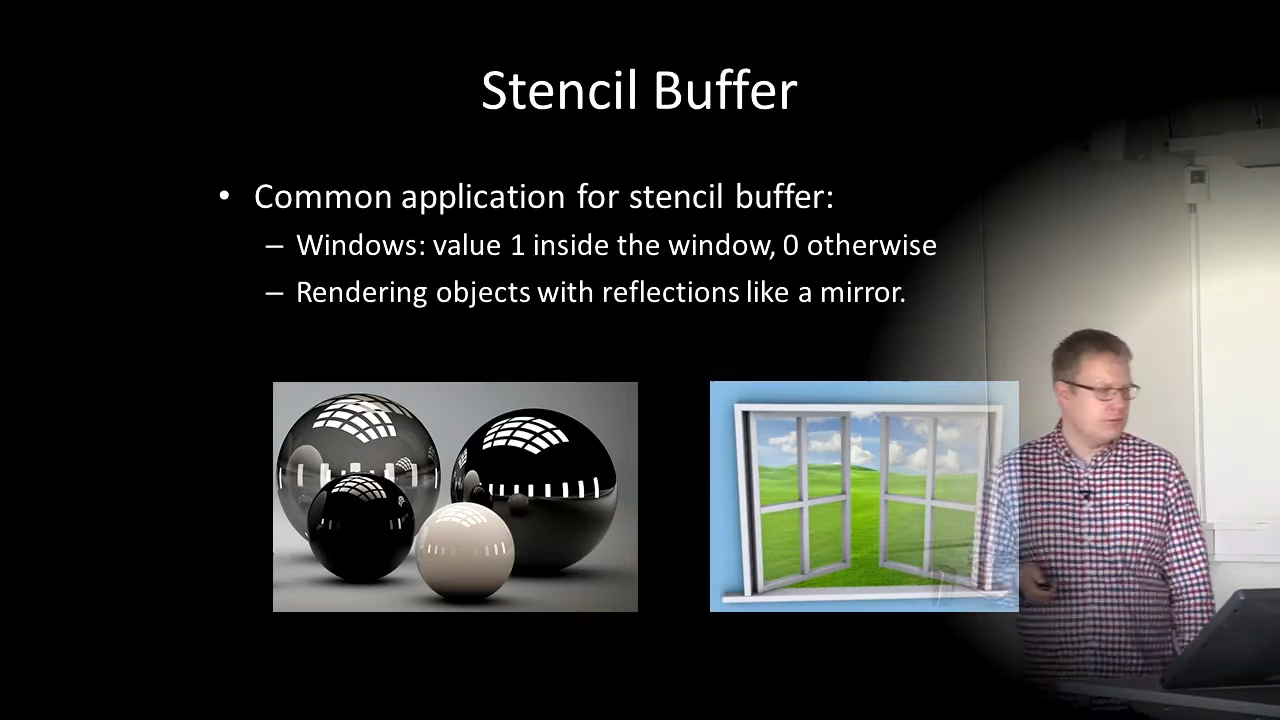 Stencil Buffer
• Common application for stencil buffer:
– Windows: value 1 inside the window, 0 otherwise
– Rendering objects with reflections like a mirror.